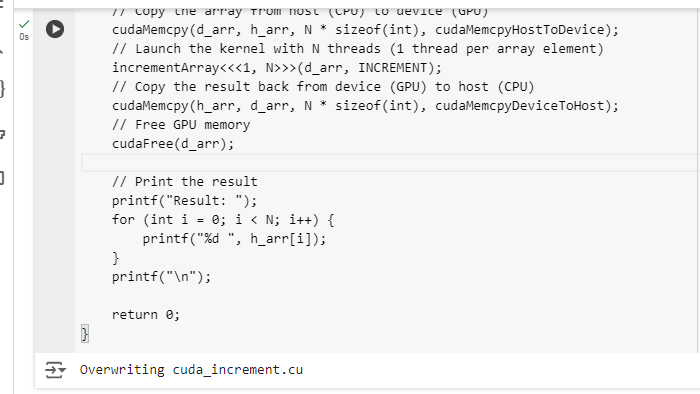 // Copy the array from host (CPU) to device (GPU)
cudaMemcpy(d_arr, h_arr, N * sizeof(int), cudaMemcpyHostToDevice);
0s
// Launch the kernel with N threads (1 thread per array element)
incrementArray<<<1, N>>>(d_arr, INCREMENT);
// Copy the result back from device (GPU) to host (CPU)
cudaMemcpy(h_arr, d_arr, N * sizeof(int), cudaMemcpyDeviceToHost);
// Free GPU memory
cudaFree(d_arr);
// Print the result
printf("Result: ");
for (int i = 0; i < N; i++) {
printf("%d ", h_arr[i]);
}
printf("\n");
return 0;
}
Overwriting cuda_increment.cu